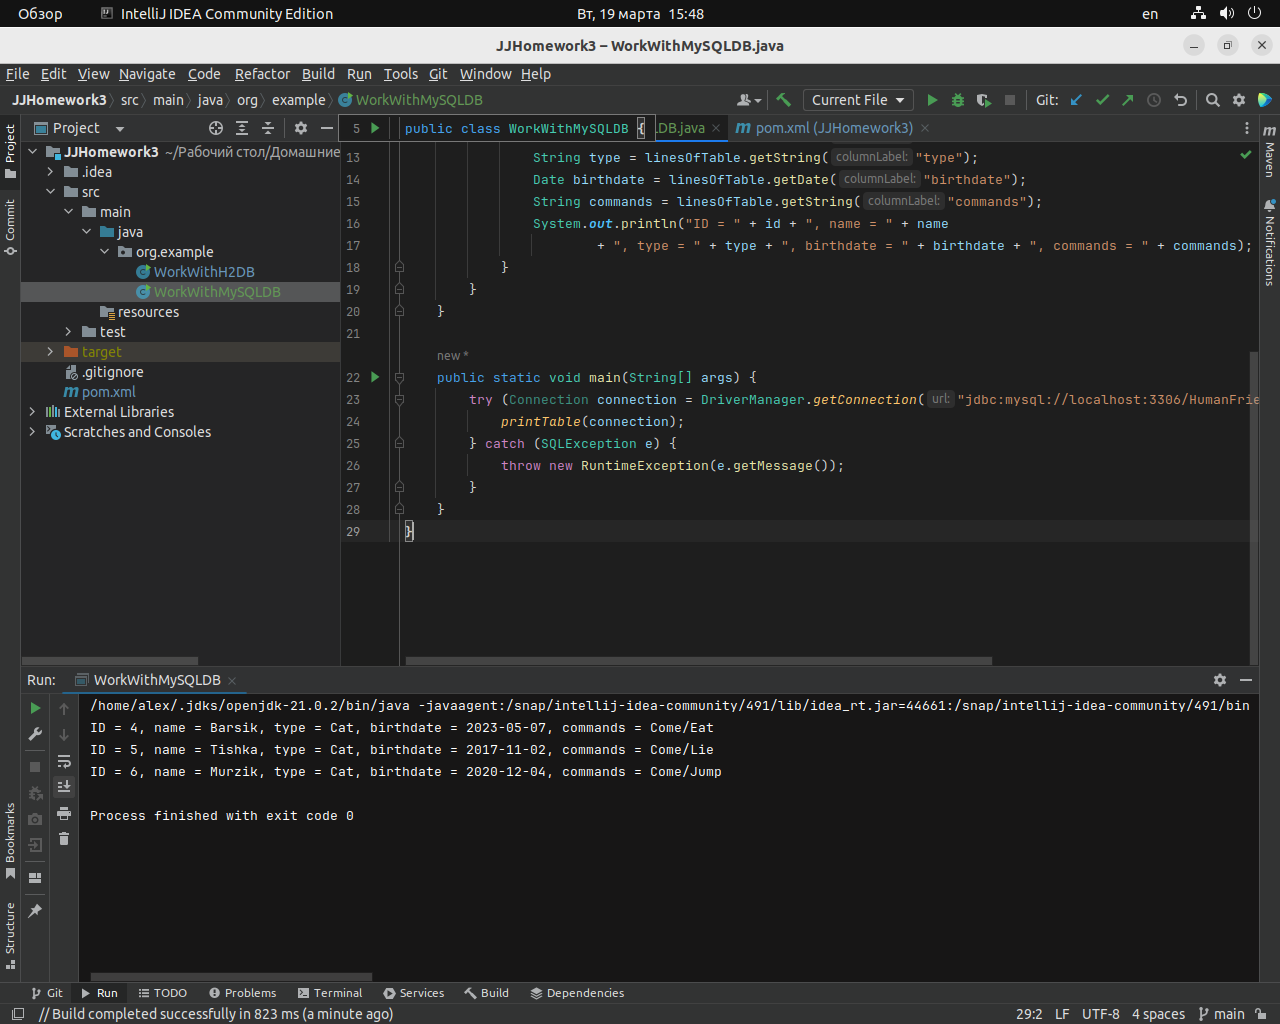 Обзор IntelliJ IDEA Community Edition Вт, 19 марта 15:48 en
JJHomework3 – WorkWithMySQLDB.java
File Edit View Navigate Code Refactor Build Run Tools Git Window Help
JJHomework3 src main java org example WorkWithMySQLDB Current File Git:
Project
5 public class WorkWithMySQLDB { LDB.java pom.xml (JJHomework3)
JJHomework3 ~/Рабочий стол/Домашние
.idea
src
main
java
org.example
WorkWithH2DB
WorkWithMySQLDB
resources
test
target
.gitignore
pom.xml
External Libraries
Scratches and Consoles
13 String type = linesOfTable.getString( columnLabel: "type");
14 Date birthdate = linesOfTable.getDate( columnLabel: "birthdate");
15 String commands = linesOfTable.getString( columnLabel: "commands");
16 System.out.println("ID = " + id + ", name = " + name
17 + ", type = " + type + ", birthdate = " + birthdate + ", commands = " + commands);
18 }
19 }
20 }
21
new *
22 public static void main(String[] args) {
23 try (Connection connection = DriverManager.getConnection( url: "jdbc:mysql://localhost:3306/HumanFrie
24 printTable(connection);
25 } catch (SQLException e) {
26 throw new RuntimeException(e.getMessage());
27 }
28 }
29 }
Project
Commit
Bookmarks
Structure
Maven
Notifications
Run: WorkWithMySQLDB
/home/alex/.jdks/openjdk-21.0.2/bin/java -javaagent:/snap/intellij-idea-community/491/lib/idea_rt.jar=44661:/snap/intellij-idea-community/491/bin
ID = 4, name = Barsik, type = Cat, birthdate = 2023-05-07, commands = Come/Eat
ID = 5, name = Tishka, type = Cat, birthdate = 2017-11-02, commands = Come/Lie
ID = 6, name = Murzik, type = Cat, birthdate = 2020-12-04, commands = Come/Jump
Process finished with exit code 0
Git Run TODO Problems Terminal Services Build Dependencies
// Build completed successfully in 823 ms (a minute ago) 29:2 LF UTF-8 4 spaces main